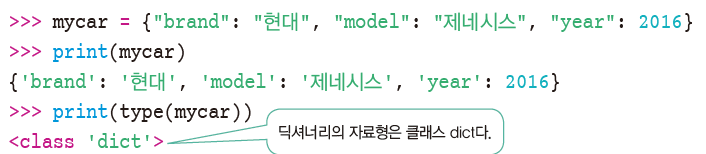 >>> mycar = {"brand": "현대", "model": "제네시스", "year": 2016}
>>> print(mycar)
{'brand': '현대', 'model': '제네시스', 'year': 2016}
>>> print(type(mycar))
<class 'dict'>
딕셔너리의 자료형은 클래스 dict다.